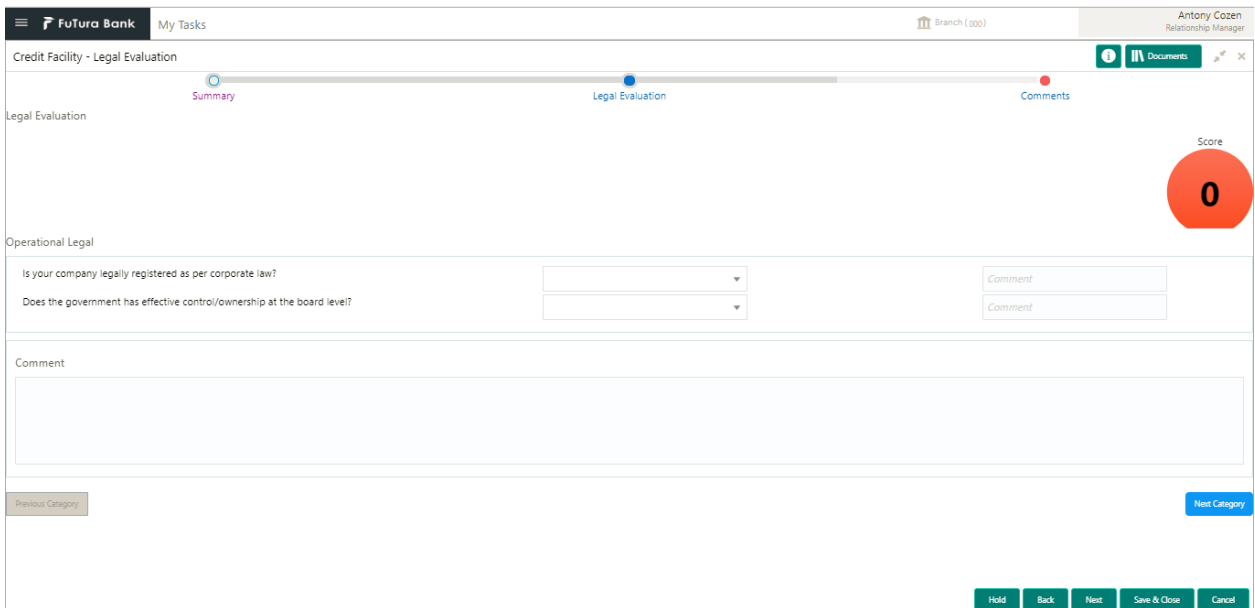 FuTura Bank My Tasks Branch ( 000 ) Antony Cozen
Relationship Manager
Credit Facility - Legal Evaluation Documents
Summary Legal Evaluation Comments
Legal Evaluation
Score
0
Operational Legal
Is your company legally registered as per corporate law? Comment
Does the government has effective control/ownership at the board level? Comment
Comment
Previous Category Next Category
Hold Back Next Save & Close Cancel